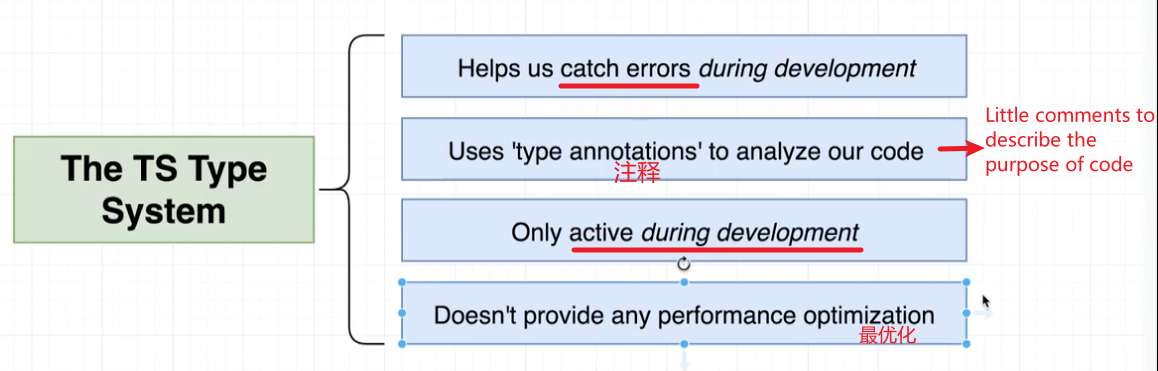 The TS Type
System
Helps us catch errors during development
Uses 'type annotations' to analyze our code
注释
Little comments to
describe the
purpose of code
Only active during development
Doesn't provide any performance optimization
最优化